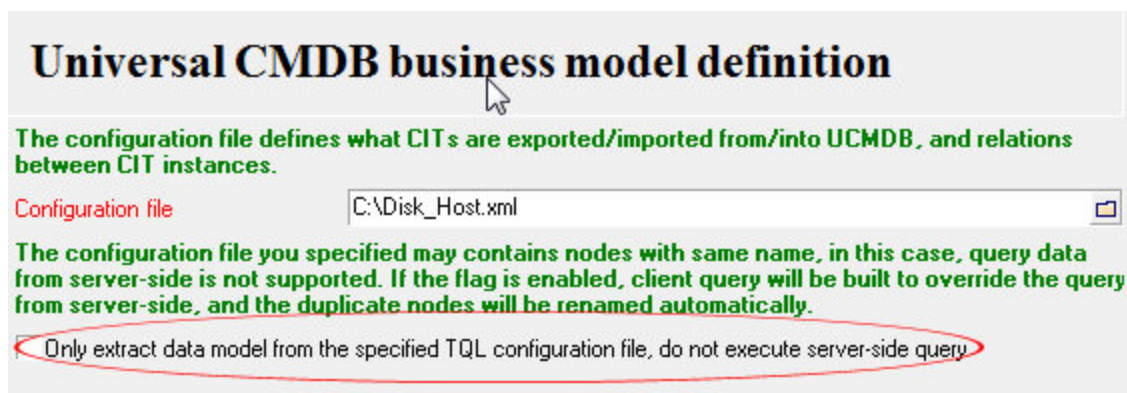 Universal CMDB business model definition
The configuration file defines what CITs are exported/imported from/into UCMDB, and relations
between CIT instances.
Configuration file C:\Disk_Host.xml
The configuration file you specified may contains nodes with same name, in this case, query data
from server-side is not supported. If the flag is enabled, client query will be built to override the query
from server-side, and the duplicate nodes will be renamed automatically.
Only extract data model from the specified TQL configuration file, do not execute server-side query